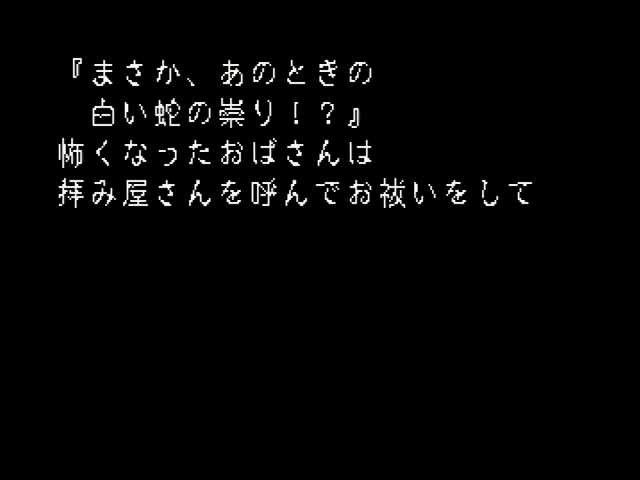 『まさか、あのときの
　白い蛇の祟り！？』
怖くなったおばさんは
拝み屋さんを呼んでお祓いをして